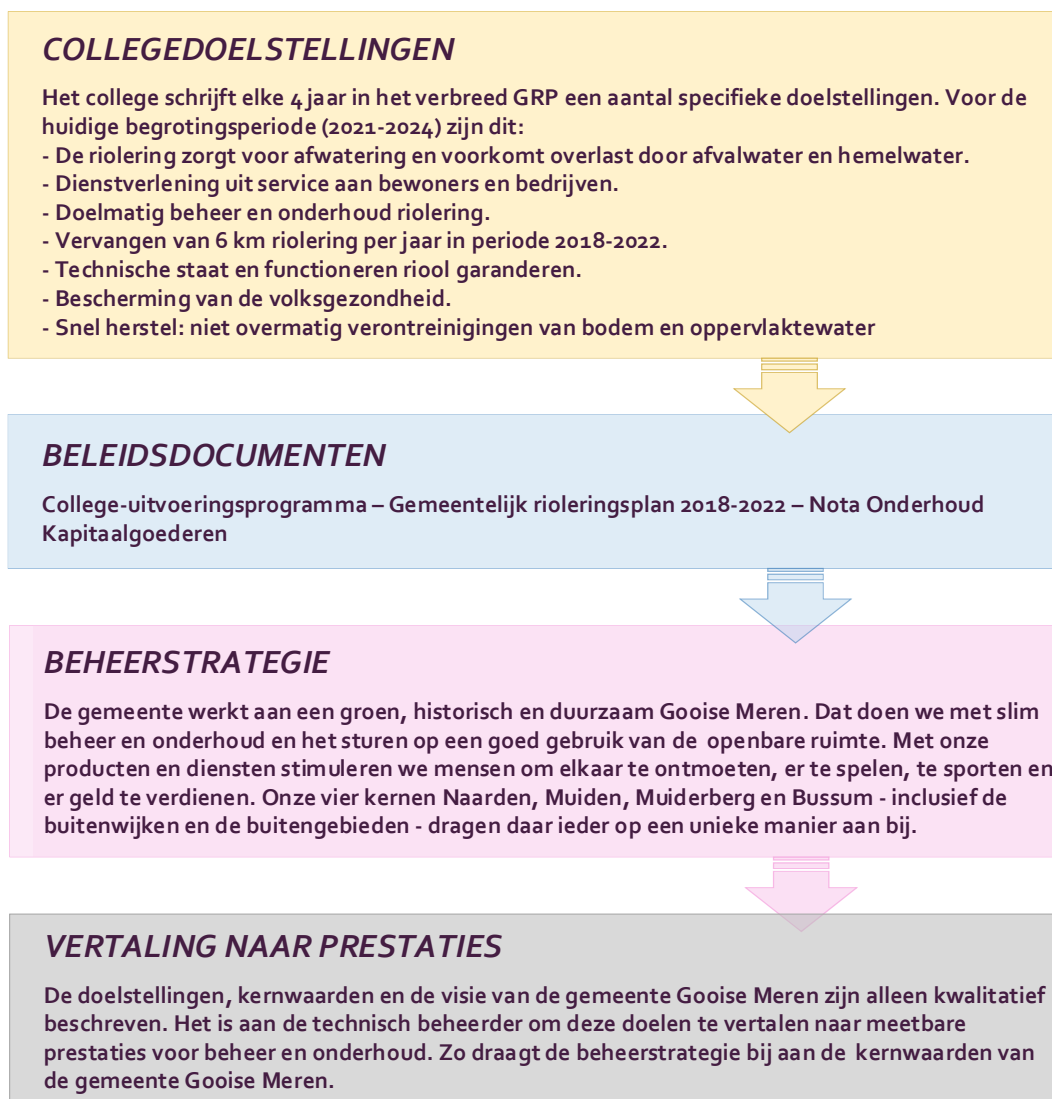 COLLEGEDOELSTELLINGEN
Het college schrijft elke 4 jaar in het verbreed GRP een aantal specifieke doelstellingen. Voor de
huidige begrotingsperiode (2021-2024) zijn dit:
- De riolering zorgt voor afwatering en voorkomt overlast door afvalwater en hemelwater.
- Dienstverlening uit service aan bewoners en bedrijven.
- Doelmatig beheer en onderhoud riolering.
- Vervangen van 6 km riolering per jaar in periode 2018-2022.
- Technische staat en functioneren riool garanderen.
- Bescherming van de volksgezondheid.
- Snel herstel: niet overmatig verontreinigingen van bodem en oppervlaktewater
BELEIDSDOCUMENTEN
College-uitvoeringsprogramma – Gemeentelijk rioleringsplan 2018-2022 – Nota Onderhoud
Kapitaalgoederen
BEHEERSTRATEGIE
De gemeente werkt aan een groen, historisch en duurzaam Gooise Meren. Dat doen we met slim
beheer en onderhoud en het sturen op een goed gebruik van de openbare ruimte. Met onze
producten en diensten stimuleren we mensen om elkaar te ontmoeten, er te spelen, te sporten en
er geld te verdienen. Onze vier kernen Naarden, Muiden, Muiderberg en Bussum - inclusief de
buitenwijken en de buitengebieden - dragen daar ieder op een unieke manier aan bij.
VERTALING NAAR PRESTATIES
De doelstellingen, kernwaarden en de visie van de gemeente Gooise Meren zijn alleen kwalitatief
beschreven. Het is aan de technisch beheerder om deze doelen te vertalen naar meetbare
prestaties voor beheer en onderhoud. Zo draagt de beheerstrategie bij aan de kernwaarden van
de gemeente Gooise Meren.